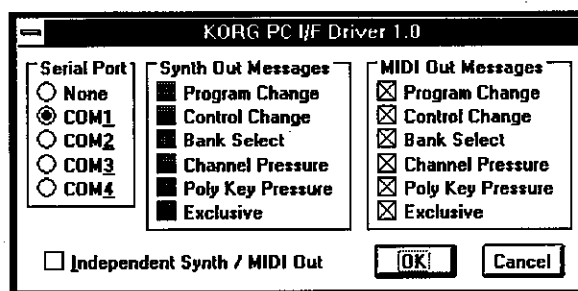 KORG PC I/F Driver 1.0
Serial Port
None
COM1
COM2
COM3
COM4
Synth Out Messages
Program Change
Control Change
Bank Select
Channel Pressure
Poly Key Pressure
Exclusive
MIDI Out Messages
Program Change
Control Change
Bank Select
Channel Pressure
Poly Key Pressure
Exclusive
Independent Synth / MIDI Out
OK
Cancel